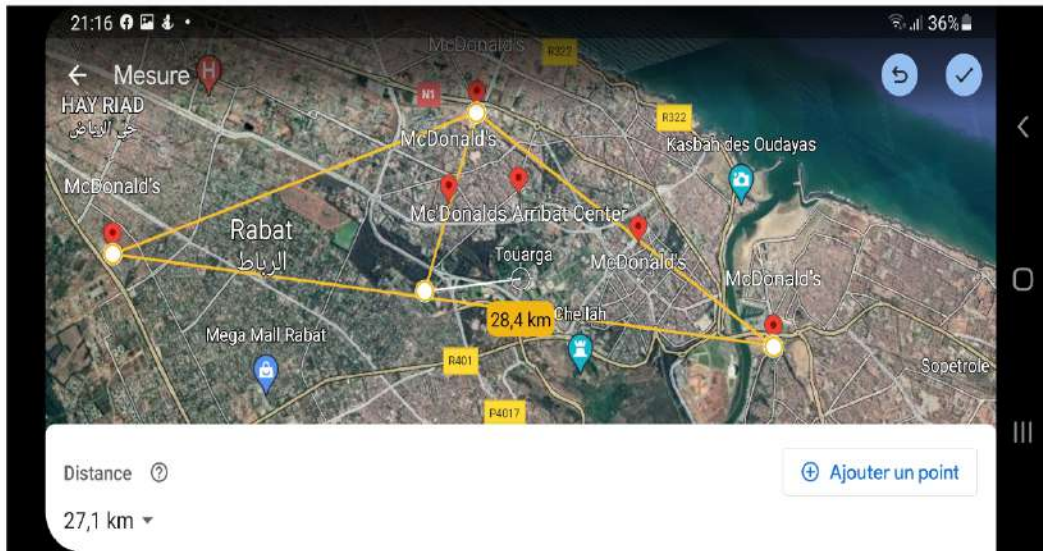 21:16
36%
Mesure
McDonald's
R322
HAY RIAD
حي الرياض
N1
R322
McDonald's
Kasbah des Oudayas
McDonald's
McDonalds Arribat Center
Rabat
الرباط
Touarga
McDonald's
McDonald's
28,4 km
Chellah
Mega Mall Rabat
R401
Sopetrole
P4017
Distance
Ajouter un point
27,1 km